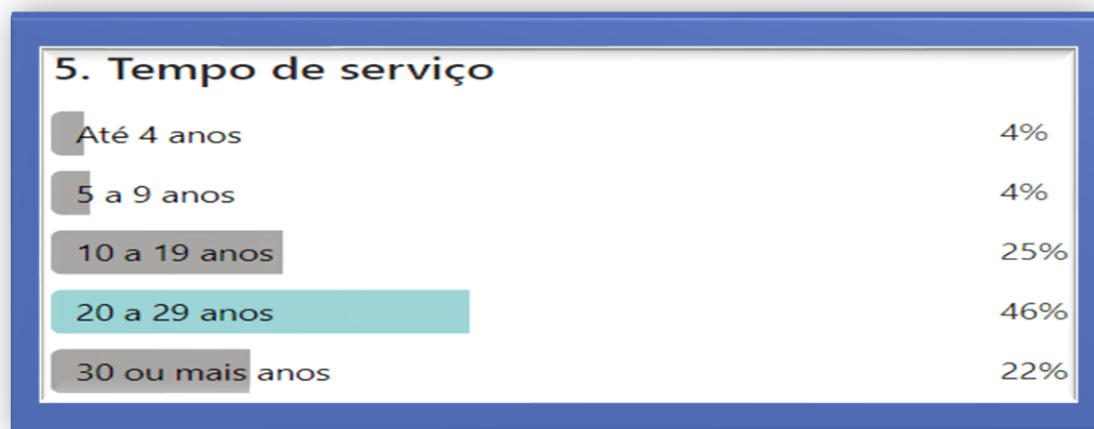 5. Tempo de serviço
Até 4 anos 4%
5 a 9 anos 4%
10 a 19 anos 25%
20 a 29 anos 46%
30 ou mais anos 22%